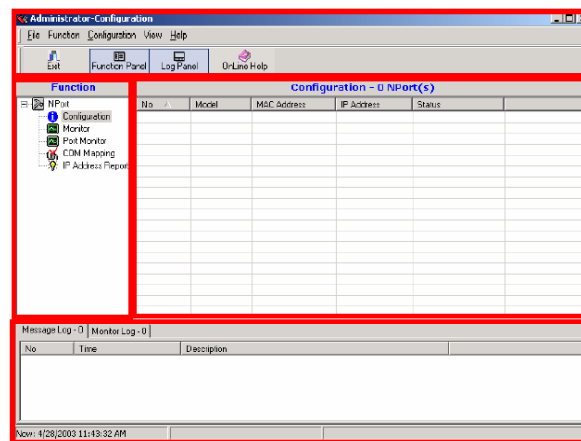 Administrator-Configuration
File Function Configuration View Help
Exit Function Panel Log Panel OnLine Help
Function
Configuration - 0 NPort(s)
NPort
Configuration
Monitor
Port Monitor
COM Mapping
IP Address Report
No Model MAC Address IP Address Status
Message Log - 0 Monitor Log - 0
No Time Description
Now: 4/28/2003 11:43:32 AM